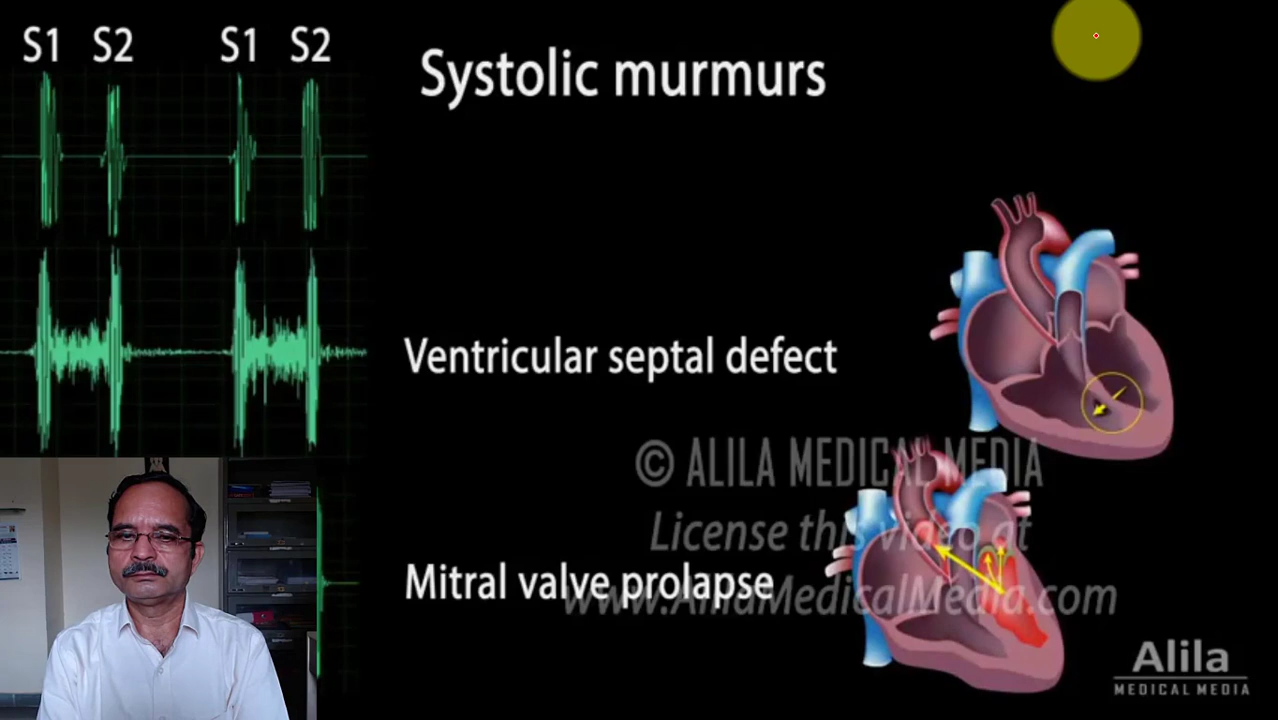 S1 S2 S1 S2
Systolic murmurs
Ventricular septal defect
© ALILA MEDICAL MEDIA
License this video at
Mitral valve prolapse
www.AlilaMedicalMedia.com
Alila
MEDICAL MEDIA